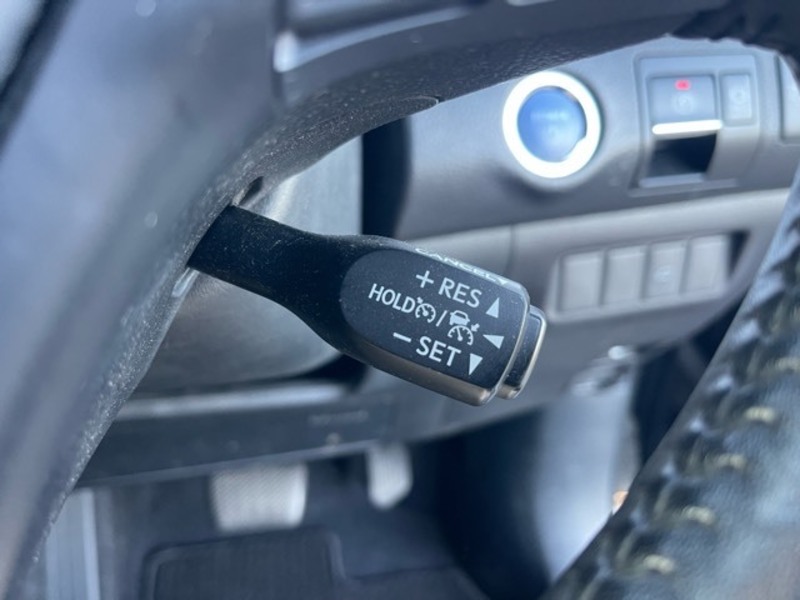 CANCEL
+ RES ▲
HOLD /
− SET ▼